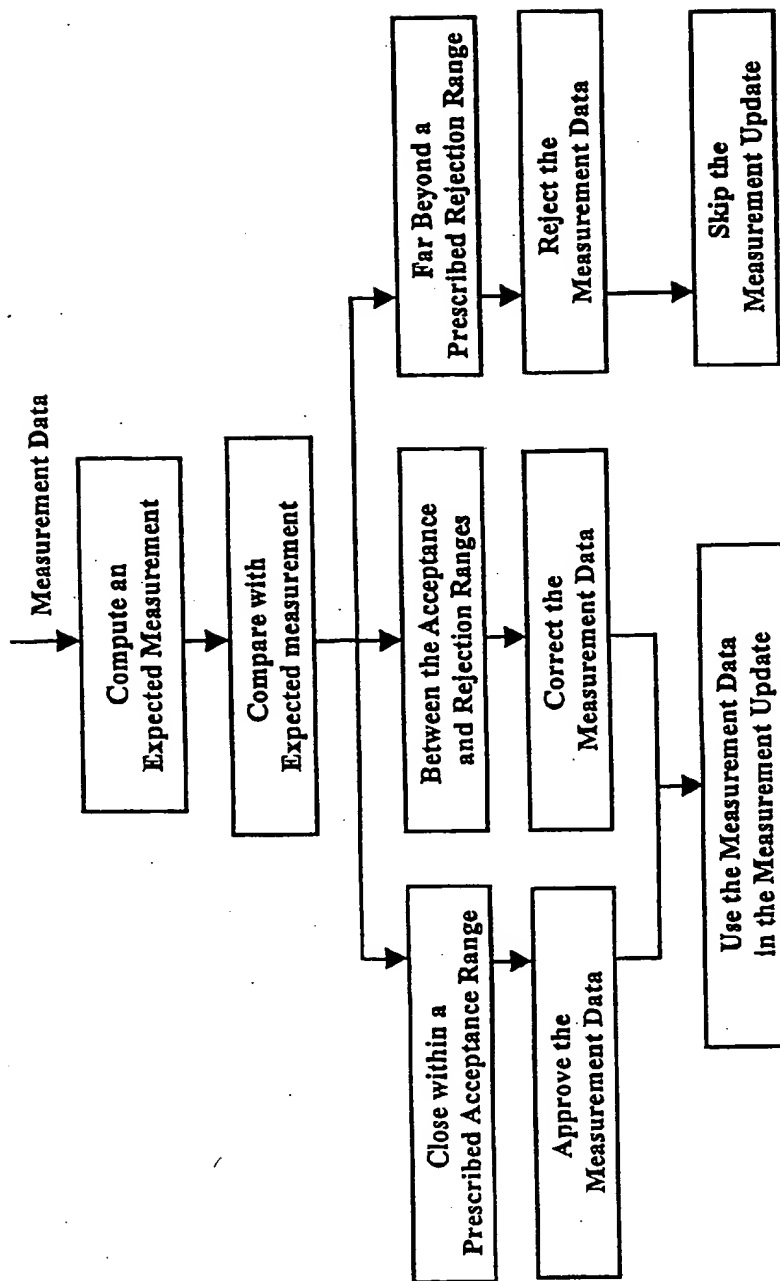 Measurement Data
Compute an
Expected Measurement
Compare with
Expected measurement
Close within a
Prescribed Acceptance Range
Between the Acceptance
and Rejection Ranges
Far Beyond a
Prescribed Rejection Range
Approve the
Measurement Data
Correct the
Measurement Data
Reject the
Measurement Data
Use the Measurement Data
in the Measurement Update
Skip the
Measurement Update